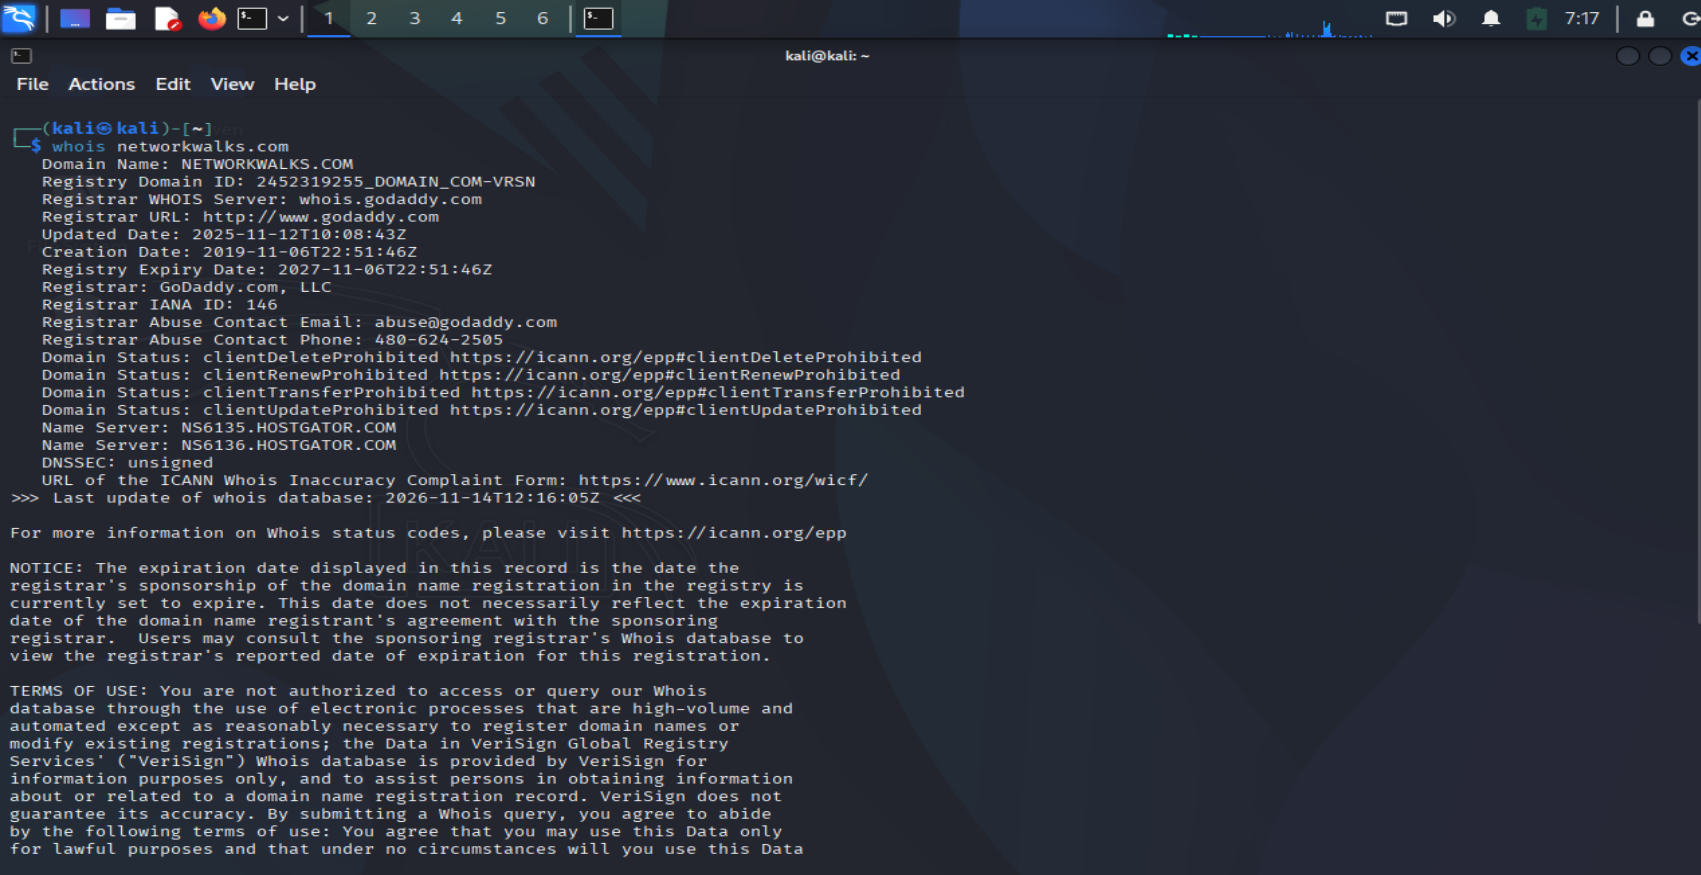 1 2 3 4 5 6 7:17
kali@kali: ~
File Actions Edit View Help
(kali㉿kali)-[~]
$ whois networkwalks.com
Domain Name: NETWORKWALKS.COM
Registry Domain ID: 2452319255_DOMAIN_COM-VRSN
Registrar WHOIS Server: whois.godaddy.com
Registrar URL: http://www.godaddy.com
Updated Date: 2025-11-12T10:08:43Z
Creation Date: 2019-11-06T22:51:46Z
Registry Expiry Date: 2027-11-06T22:51:46Z
Registrar: GoDaddy.com, LLC
Registrar IANA ID: 146
Registrar Abuse Contact Email: abuse@godaddy.com
Registrar Abuse Contact Phone: 480-624-2505
Domain Status: clientDeleteProhibited https://icann.org/epp#clientDeleteProhibited
Domain Status: clientRenewProhibited https://icann.org/epp#clientRenewProhibited
Domain Status: clientTransferProhibited https://icann.org/epp#clientTransferProhibited
Domain Status: clientUpdateProhibited https://icann.org/epp#clientUpdateProhibited
Name Server: NS6135.HOSTGATOR.COM
Name Server: NS6136.HOSTGATOR.COM
DNSSEC: unsigned
URL of the ICANN Whois Inaccuracy Complaint Form: https://www.icann.org/wicf/
>>> Last update of whois database: 2026-11-14T12:16:05Z <<<
For more information on Whois status codes, please visit https://icann.org/epp
NOTICE: The expiration date displayed in this record is the date the
registrar's sponsorship of the domain name registration in the registry is
currently set to expire. This date does not necessarily reflect the expiration
date of the domain name registrant's agreement with the sponsoring
registrar.  Users may consult the sponsoring registrar's Whois database to
view the registrar's reported date of expiration for this registration.
TERMS OF USE: You are not authorized to access or query our Whois
database through the use of electronic processes that are high-volume and
automated except as reasonably necessary to register domain names or
modify existing registrations; the Data in VeriSign Global Registry
Services' ("VeriSign") Whois database is provided by VeriSign for
information purposes only, and to assist persons in obtaining information
about or related to a domain name registration record. VeriSign does not
guarantee its accuracy. By submitting a Whois query, you agree to abide
by the following terms of use: You agree that you may use this Data only
for lawful purposes and that under no circumstances will you use this Data
KALI